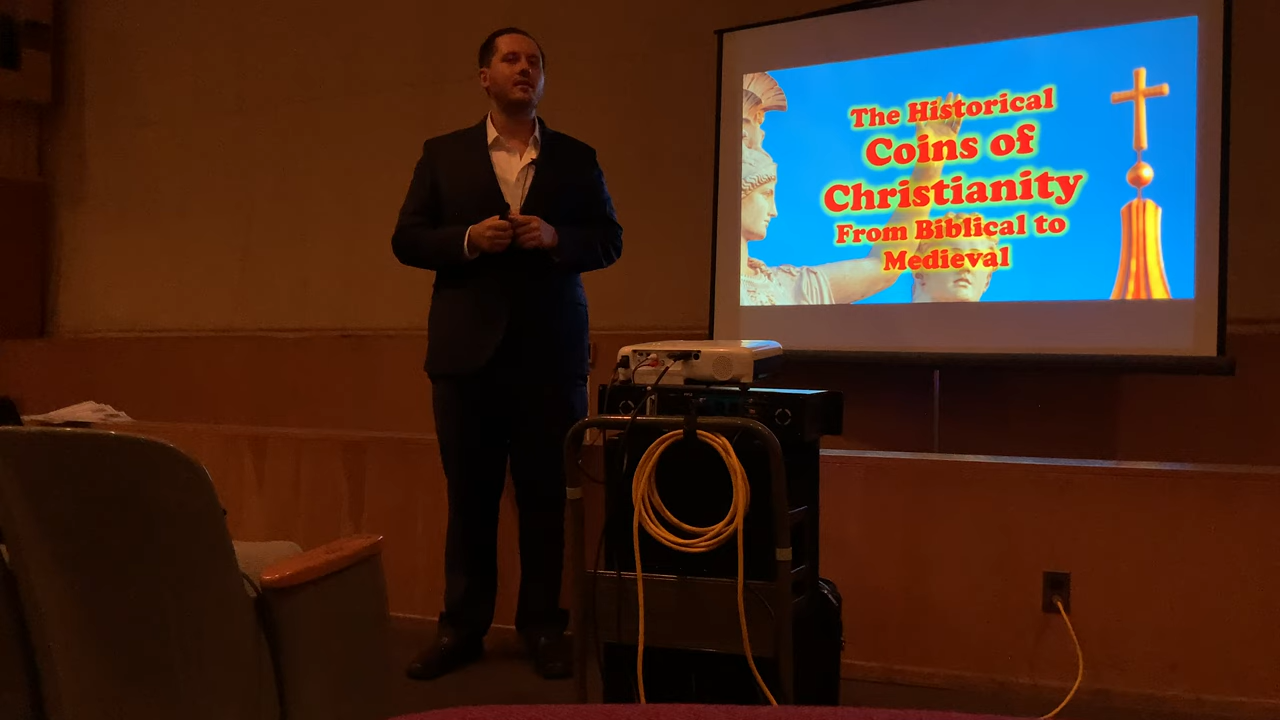 The Historical
Coins of
Christianity
From Biblical to
Medieval